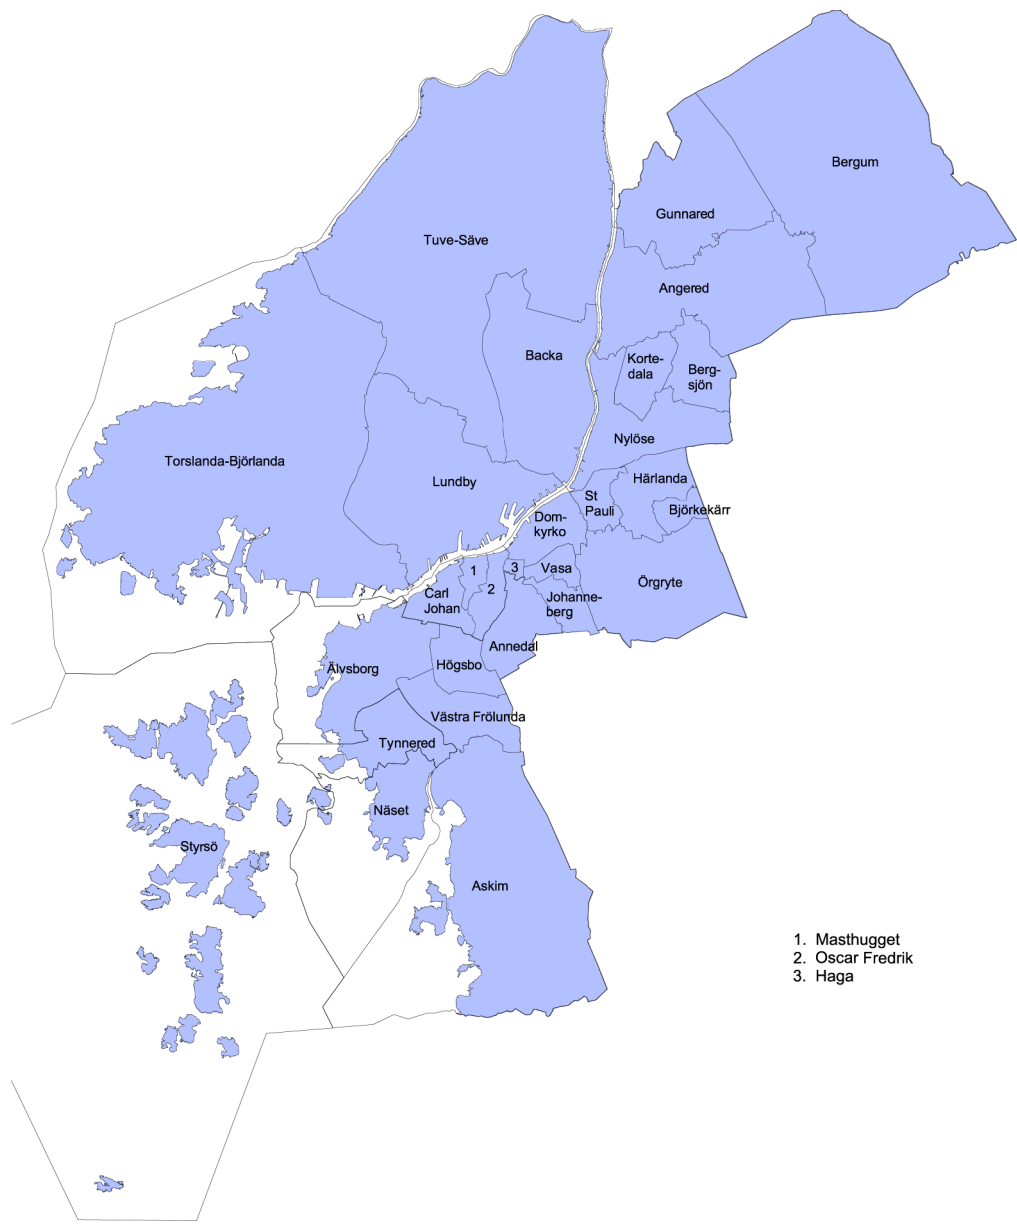 Bergum
Gunnared
Tuve-Säve
Angered
Backa
Korte-
dala
Berg-
sjön
Nylöse
Torslanda-Björlanda
Lundby
Härlanda
St
Pauli
Björkekärr
Dom-
kyrko
1
2
3
Vasa
Örgryte
Carl
Johan
Johanne-
berg
Annedal
Älvsborg
Högsbo
Västra Frölunda
Tynnered
Näset
Styrsö
Askim
1. Masthugget
2. Oscar Fredrik
3. Haga